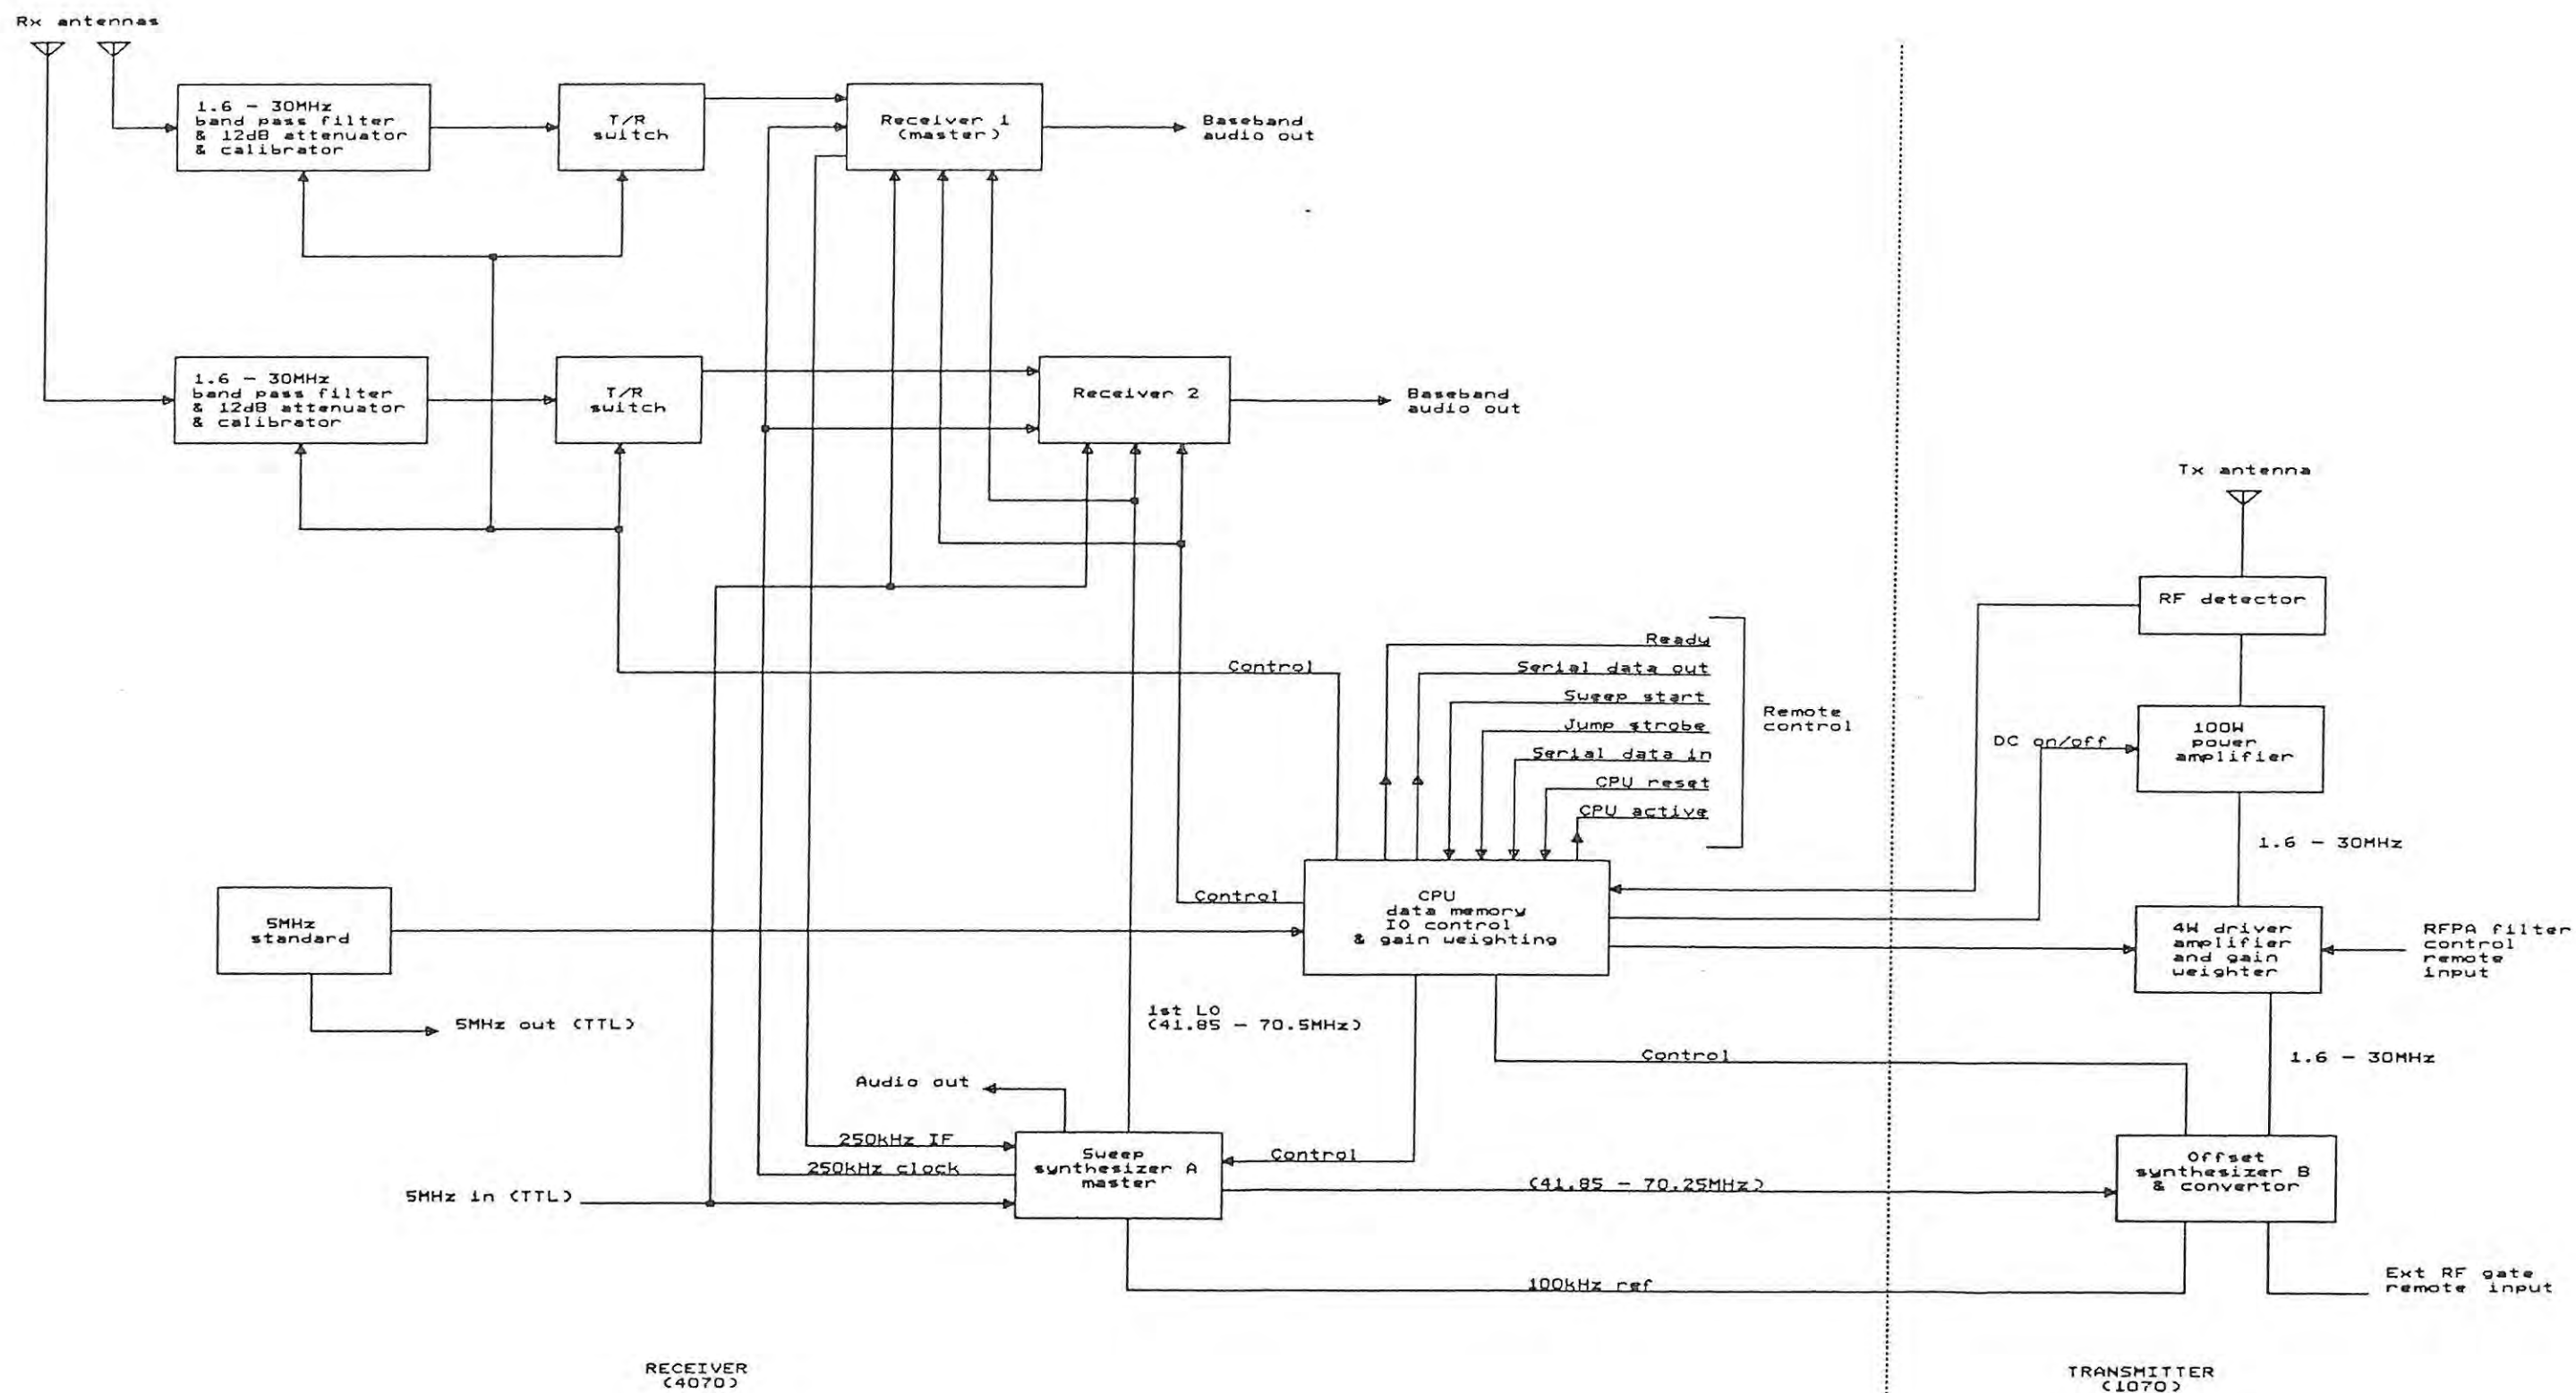 Rx antennas
1.6 - 30MHz
band pass filter
& 12dB attenuator
& calibrator
T/R
switch
Receiver 1
(master)
Baseband
audio out
1.6 - 30MHz
band pass filter
& 12dB attenuator
& calibrator
T/R
switch
Receiver 2
Baseband
audio out
Tx antenna
RF detector
Ready
Serial data out
Sweep start
Jump strobe
Serial data in
CPU reset
CPU active
Remote
control
Control
DC on/off
100W
power
amplifier
1.6 - 30MHz
5MHz
standard
Control
CPU
data memory
IO control
& gain weighting
4W driver
amplifier
and gain
weighter
RFPA filter
control
remote
input
5MHz out (TTL)
1st LO
(41.85 - 70.5MHz)
Control
1.6 - 30MHz
Audio out
250kHz IF
250kHz clock
5MHz in (TTL)
Sweep
synthesizer A
master
Control
(41.85 - 70.25MHz)
Offset
synthesizer B
& convertor
100kHz ref
Ext RF gate
remote input
RECEIVER
(4070)
TRANSMITTER
(1070)